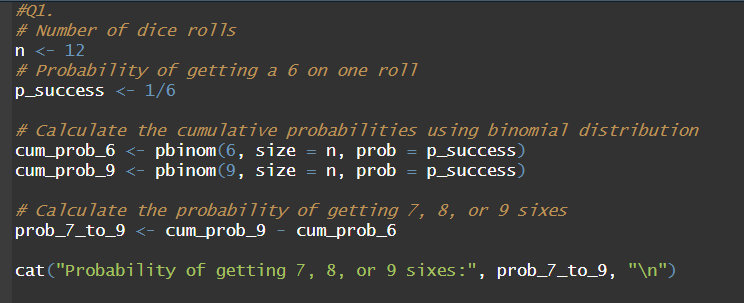 #Q1.
# Number of dice rolls
n <- 12
# Probability of getting a 6 on one roll
p_success <- 1/6
# Calculate the cumulative probabilities using binomial distribution
cum_prob_6 <- pbinom(6, size = n, prob = p_success)
cum_prob_9 <- pbinom(9, size = n, prob = p_success)
# Calculate the probability of getting 7, 8, or 9 sixes
prob_7_to_9 <- cum_prob_9 - cum_prob_6
cat("Probability of getting 7, 8, or 9 sixes:", prob_7_to_9, "\n")